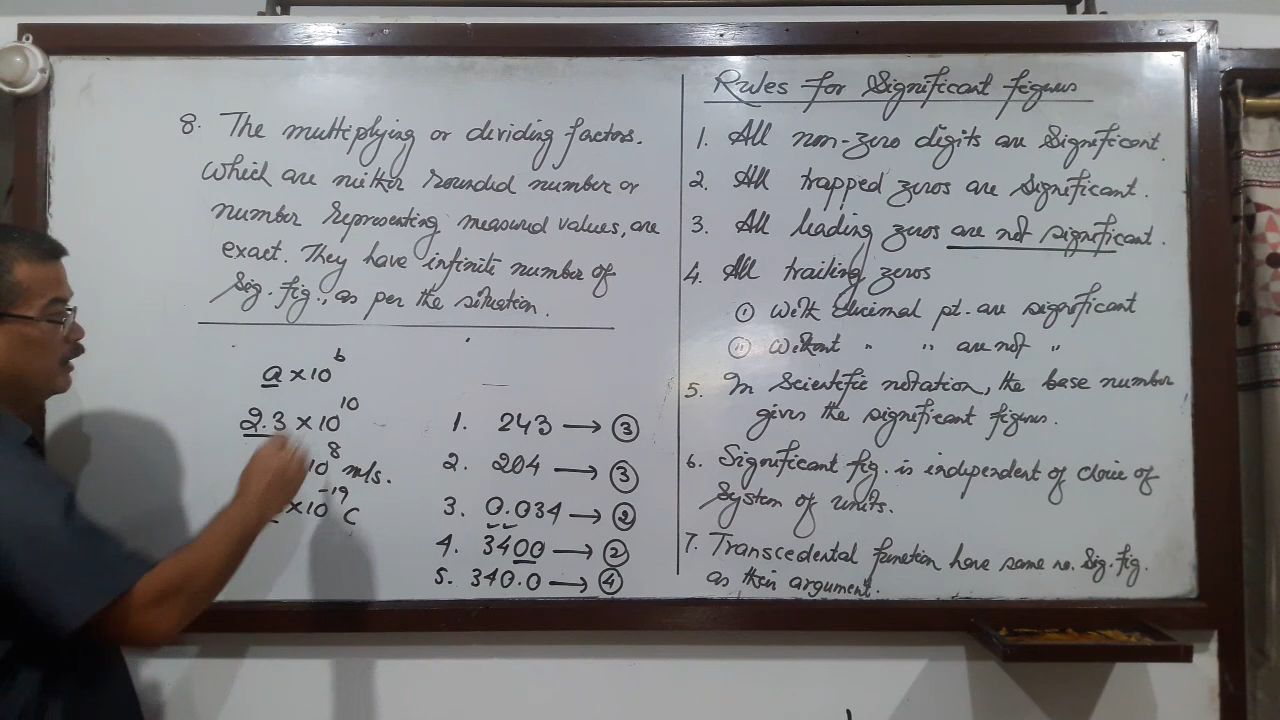 Rules for Significant figures
1. All non-zero digits are Significant.
2. All trapped zeros are Significant.
3. All leading zeros are not significant.
4. All trailing zeros
(i) With decimal pt. are significant
(ii) Without " " are not "
5. In Scientific notation, the base number
gives the significant figures.
6. Significant fig. is independent of choice of
System of units.
7. Transcedental function have same no. Sig. fig.
as their argument.
8. The multiplying or dividing factors.
Which are neither rounded number or
number representing measured values, are
exact. They have infinite number of
Sig. fig., as per the situation.
a × 10^b
2.3 × 10^10
10^8 m/s.
× 10^-19 C
1. 243 → 3
2. 204 → 3
3. 0.034 → 2
4. 3400 → 2
5. 340.0 → 4